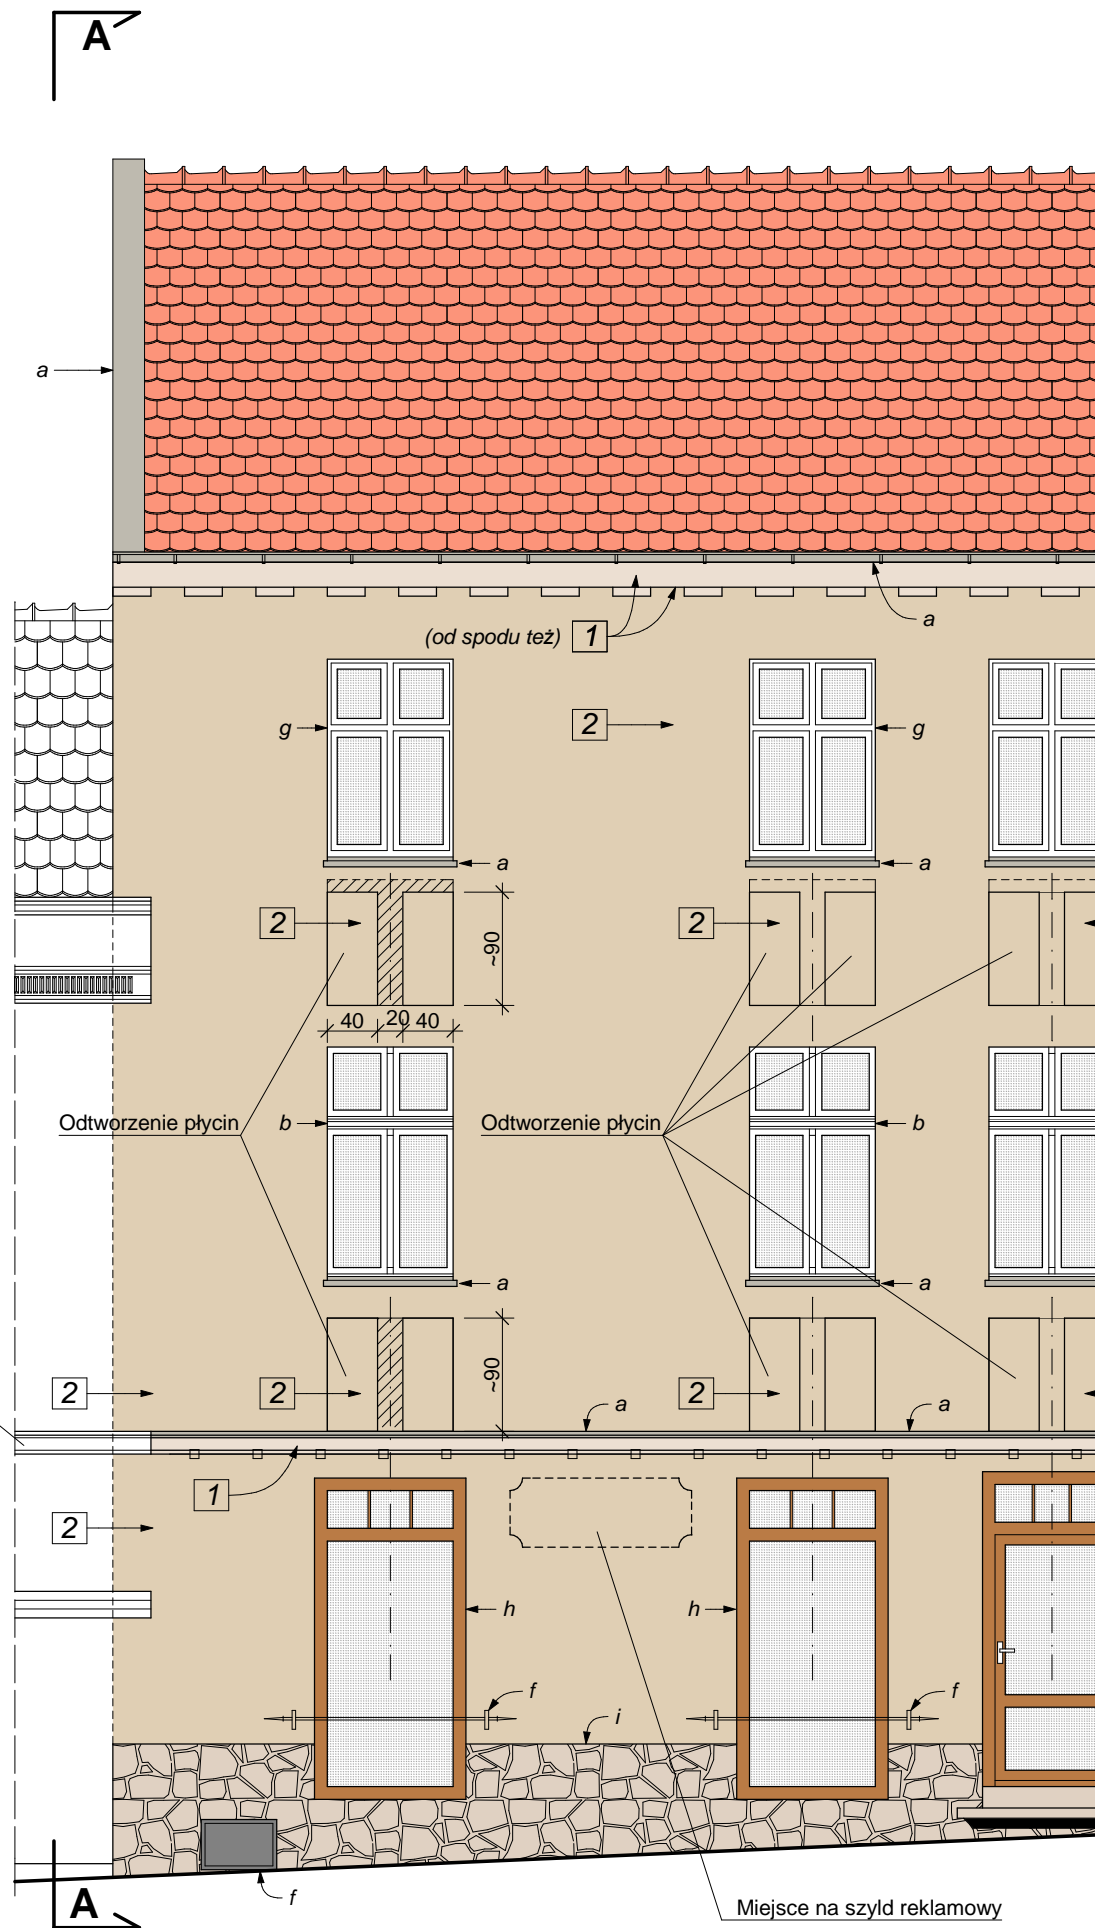 A
a
a
(od spodu też) 1
g
2
g
a
a
2
~90
2
40 20 40
Odtworzenie płycin
b
Odtworzenie płycin
b
a
a
2
2
~90
2
a
a
1
2
h
h
f
f
i
f
A
Miejsce na szyld reklamowy